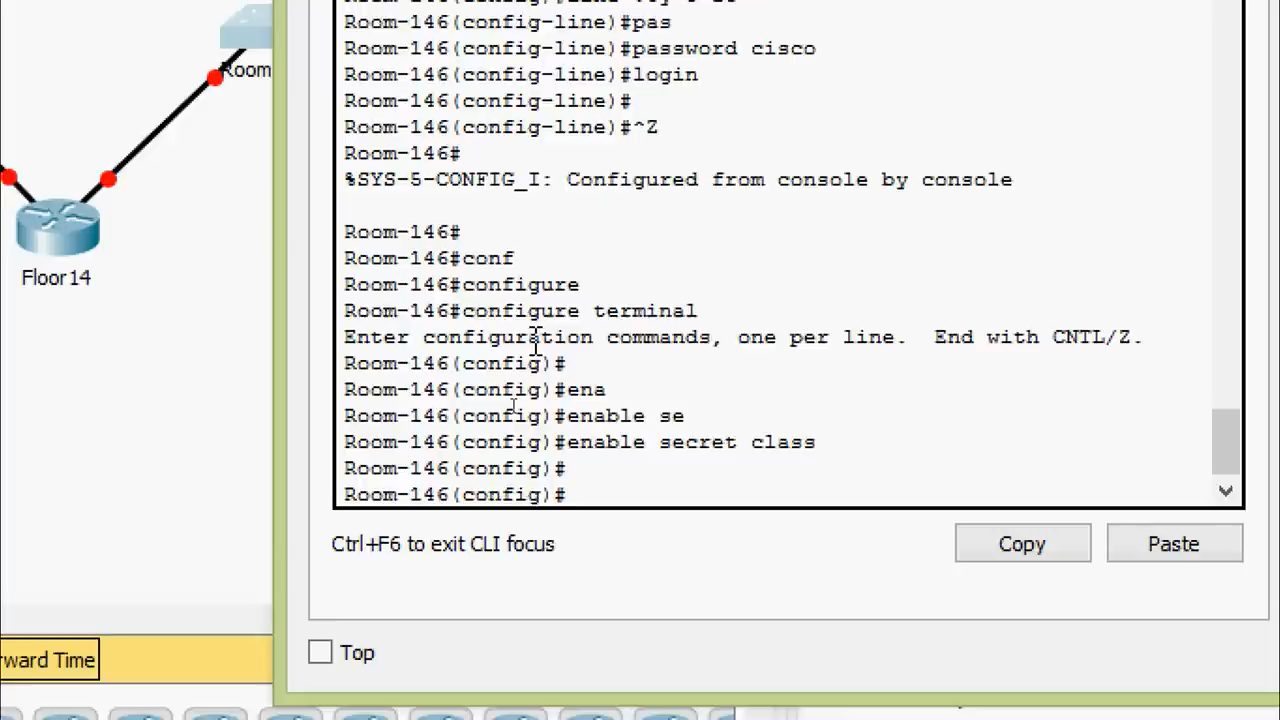 Room-146(config-line)#pas
Room-146(config-line)#password cisco
Room
Room-146(config-line)#login
Room-146(config-line)#
Room-146(config-line)#^Z
Room-146#
%SYS-5-CONFIG_I: Configured from console by console
Room-146#
Room-146#conf
Floor14
Room-146#configure
Room-146#configure terminal
Enter configuration commands, one per line.  End with CNTL/Z.
Room-146(config)#
Room-146(config)#ena
Room-146(config)#enable se
Room-146(config)#enable secret class
Room-146(config)#
Room-146(config)#
Ctrl+F6 to exit CLI focus
Copy
Paste
Top
rward Time